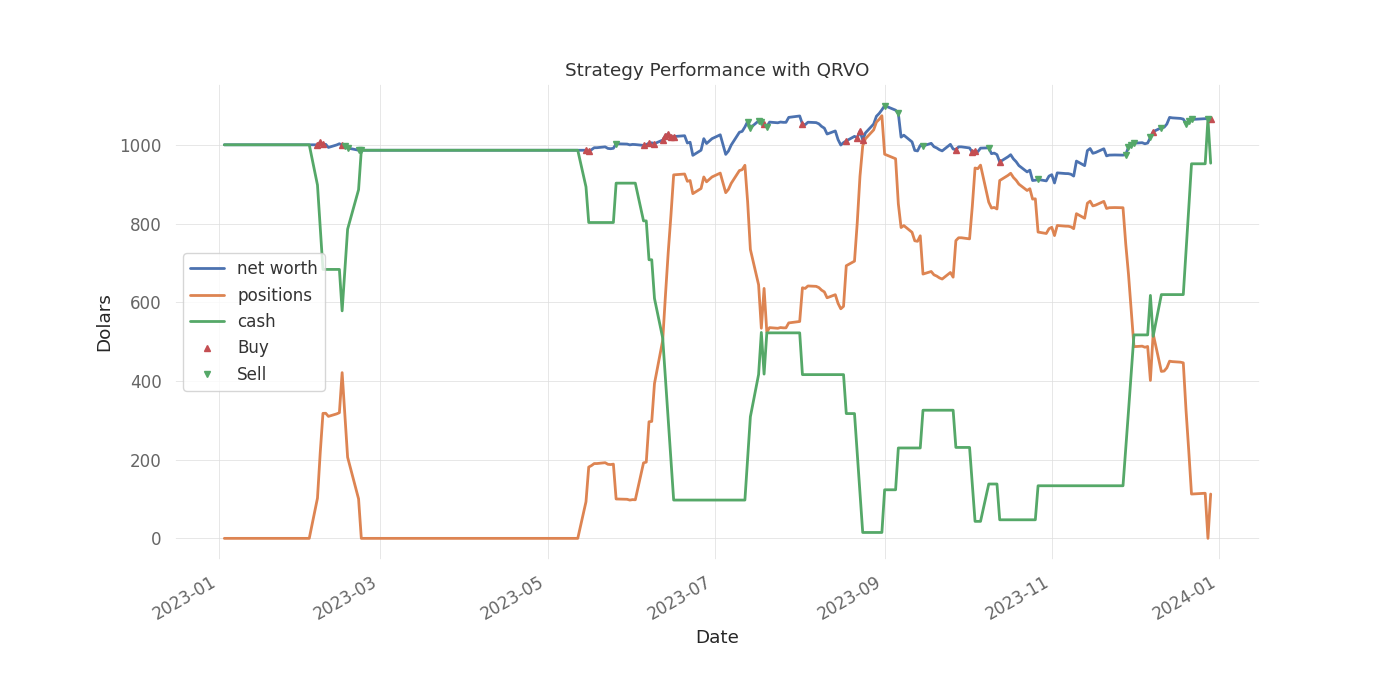 Strategy Performance with QRVO
Dolars
1000
800
600
400
200
0
net worth
positions
cash
Buy
Sell
2023-01
2023-03
2023-05
2023-07
2023-09
2023-11
2024-01
Date